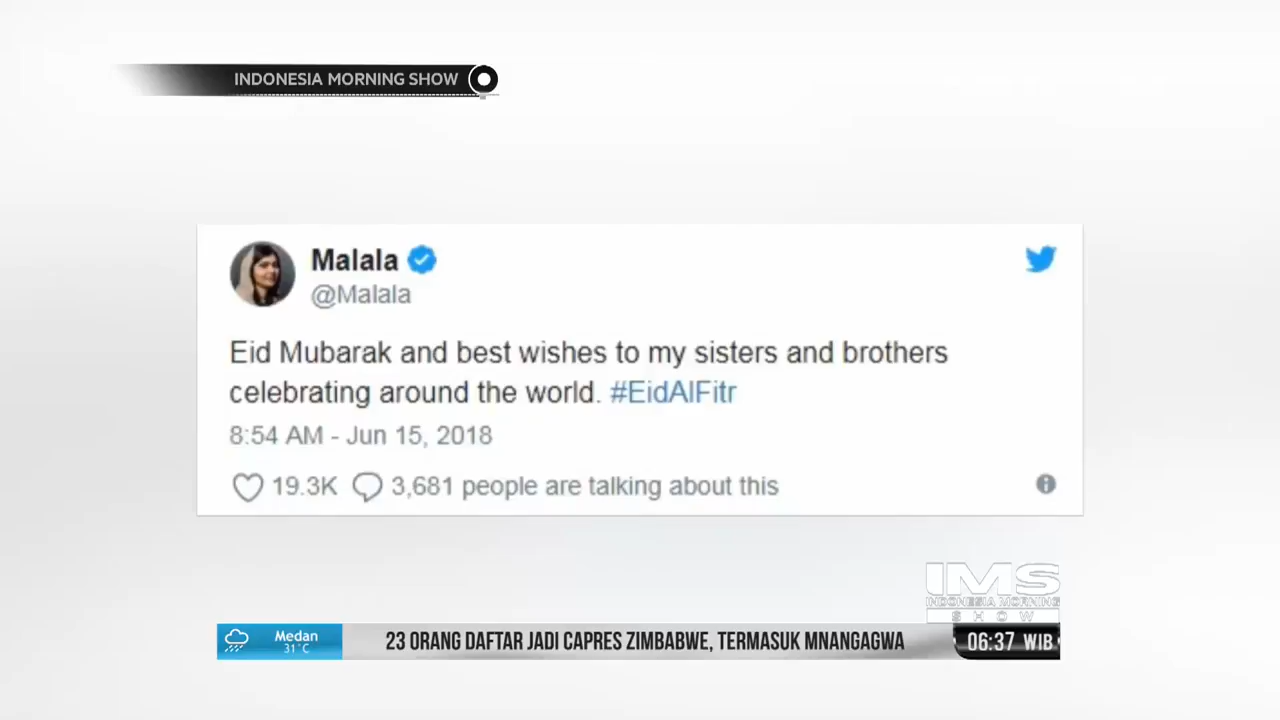 INDONESIA MORNING SHOW
Malala
@Malala
Eid Mubarak and best wishes to my sisters and brothers
celebrating around the world. #EidAlFitr
8:54 AM - Jun 15, 2018
19.3K 3,681 people are talking about this
IMS
INDONESIA MORNING
SHOW
Medan
31°C
23 ORANG DAFTAR JADI CAPRES ZIMBABWE, TERMASUK MNANGAGWA
06:37 WIB